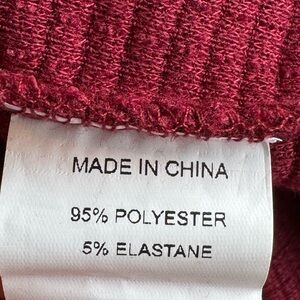 MADE IN CHINA
95% POLYESTER
5% ELASTANE